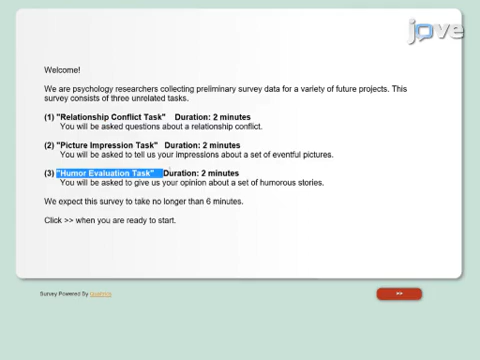 jove
Welcome!
We are psychology researchers collecting preliminary survey data for a variety of future projects. This
survey consists of three unrelated tasks.
(1) "Relationship Conflict Task" Duration: 2 minutes
You will be asked questions about a relationship conflict.
(2) "Picture Impression Task" Duration: 2 minutes
You will be asked to tell us your impressions about a set of eventful pictures.
(3) "Humor Evaluation Task" Duration: 2 minutes
You will be asked to give us your opinion about a set of humorous stories.
We expect this survey to take no longer than 6 minutes.
Click >> when you are ready to start.
Survey Powered By Qualtrics
>>